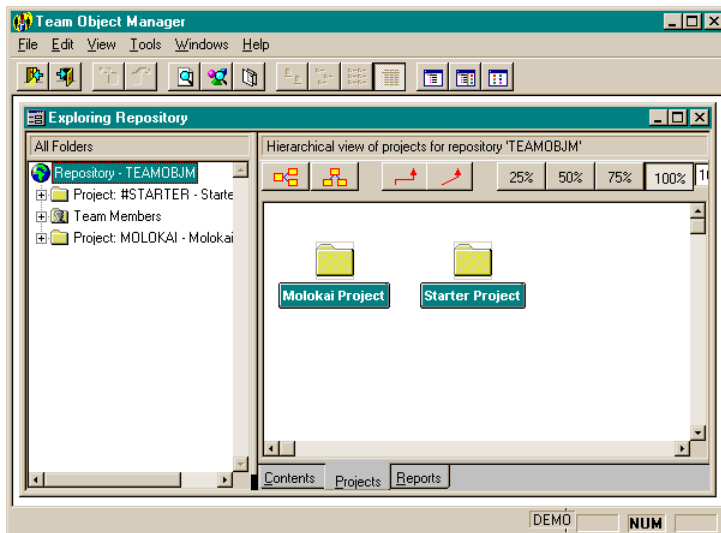 Team Object Manager
File Edit View Tools Windows Help
Exploring Repository
All Folders
Hierarchical view of projects for repository 'TEAMOBJM'
Repository - TEAMOBJM
Project: #STARTER - Starte
Team Members
Project: MOLOKAI - Molokai
25% 50% 75% 100% 10
Molokai Project Starter Project
Contents Projects Reports
DEMO NUM